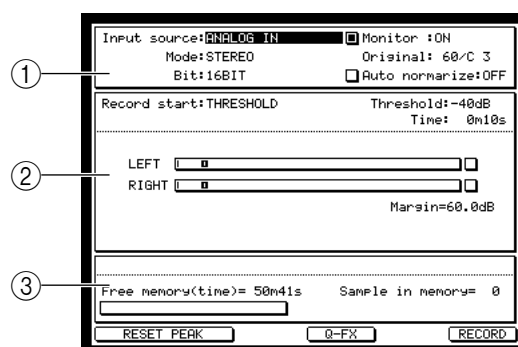 Input source:ANALOG IN Monitor :ON
Mode:STEREO Original: 60/C 3
Bit:16BIT Auto normarize:OFF
Record start:THRESHOLD Threshold:-40dB
Time: 0m10s
LEFT
RIGHT
Margin=60.0dB
Free memory(time)= 50m41s Sample in memory= 0
RESET PEAK Q-FX RECORD
1
2
3